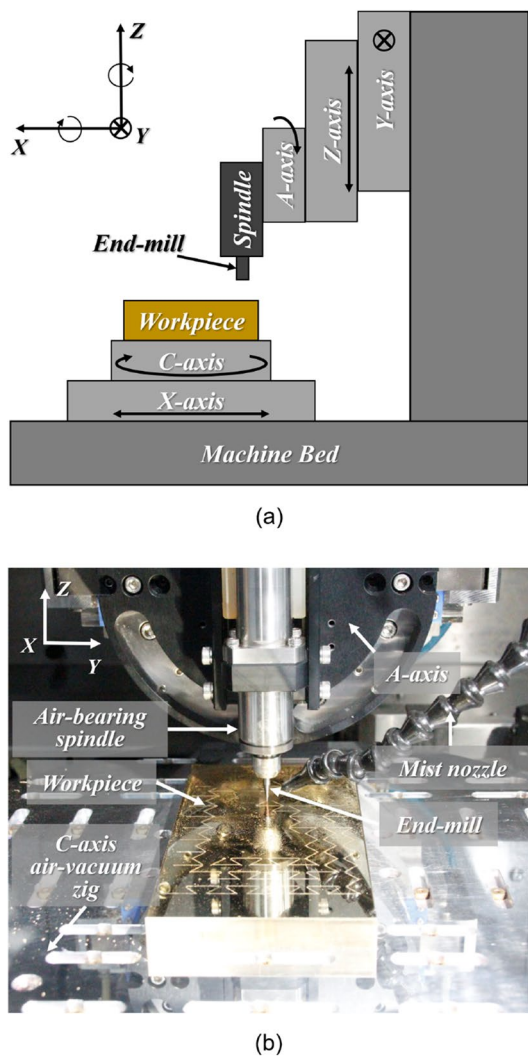 Z
X
Y
Spindle
A-axis
Z-axis
Y-axis
End-mill
Workpiece
C-axis
X-axis
Machine Bed
(a)
Z
X
Y
A-axis
Air-bearing
spindle
Mist nozzle
Workpiece
End-mill
C-axis
air-vacuum
zig
(b)